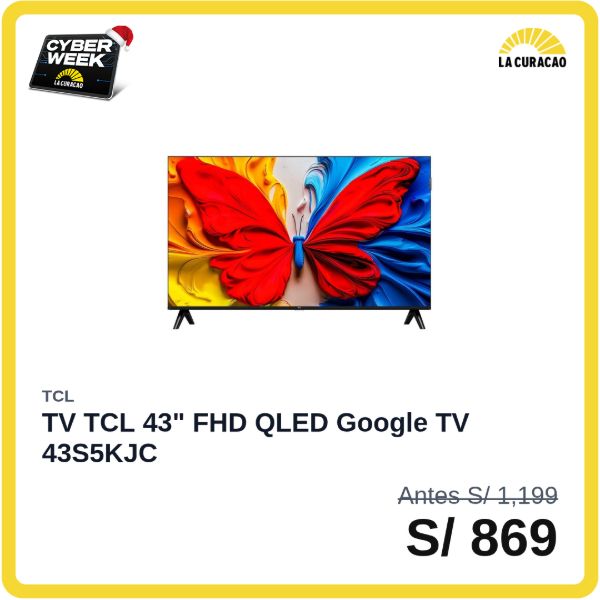 CYBER
WEEK
LA CURACAO
LA CURACAO
TCL
TV TCL 43" FHD QLED Google TV
43S5KJC
Antes S/ 1,199
S/ 869